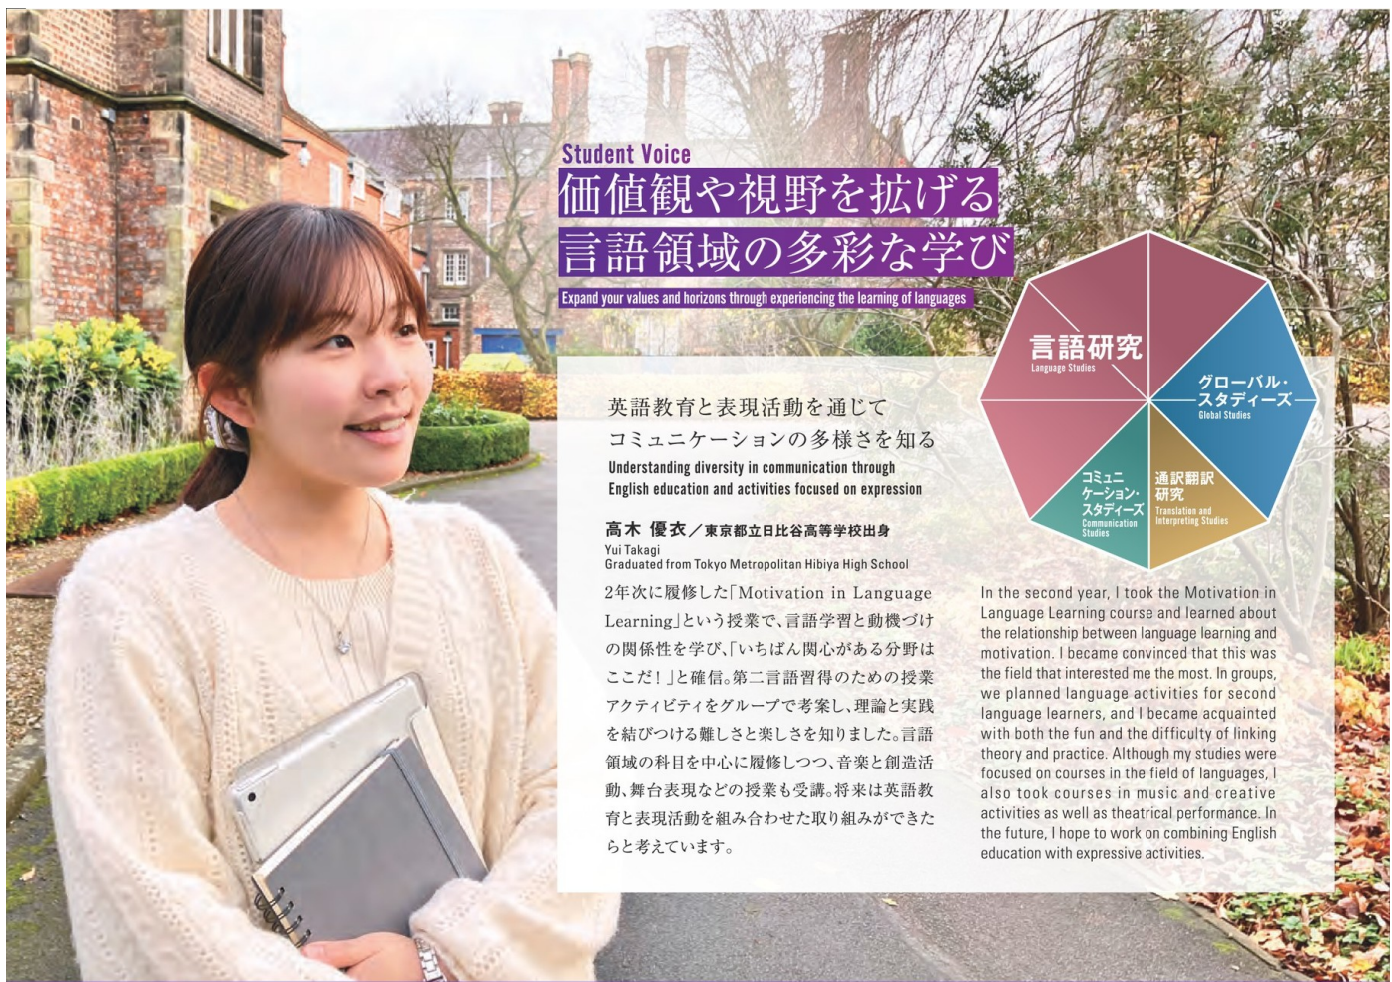 Student Voice
価値観や視野を拡げる
言語領域の多彩な学び
Expand your values and horizons through experiencing the learning of languages
言語研究
Language Studies
グローバル・
スタディーズ
Global Studies
コミュニ
ケーション・
スタディーズ
Communication
Studies
通訳翻訳
研究
Translation and
Interpreting Studies
英語教育と表現活動を通じて
コミュニケーションの多様さを知る
Understanding diversity in communication through
English education and activities focused on expression
高木 優衣／東京都立日比谷高等学校出身
Yui Takagi
Graduated from Tokyo Metropolitan Hibiya High School
2年次に履修した「Motivation in Language
Learning」という授業で、言語学習と動機づけ
の関係性を学び、「いちばん関心がある分野は
ここだ！」と確信。第二言語習得のための授業
アクティビティをグループで考案し、理論と実践
を結びつける難しさと楽しさを知りました。言語
領域の科目を中心に履修しつつ、音楽と創造活
動、舞台表現などの授業も受講。将来は英語教
育と表現活動を組み合わせた取り組みができた
らと考えています。
In the second year, I took the Motivation in
Language Learning course and learned about
the relationship between language learning and
motivation. I became convinced that this was
the field that interested me the most. In groups,
we planned language activities for second
language learners, and I became acquainted
with both the fun and the difficulty of linking
theory and practice. Although my studies were
focused on courses in the field of languages, I
also took courses in music and creative
activities as well as theatrical performance. In
the future, I hope to work on combining English
education with expressive activities.